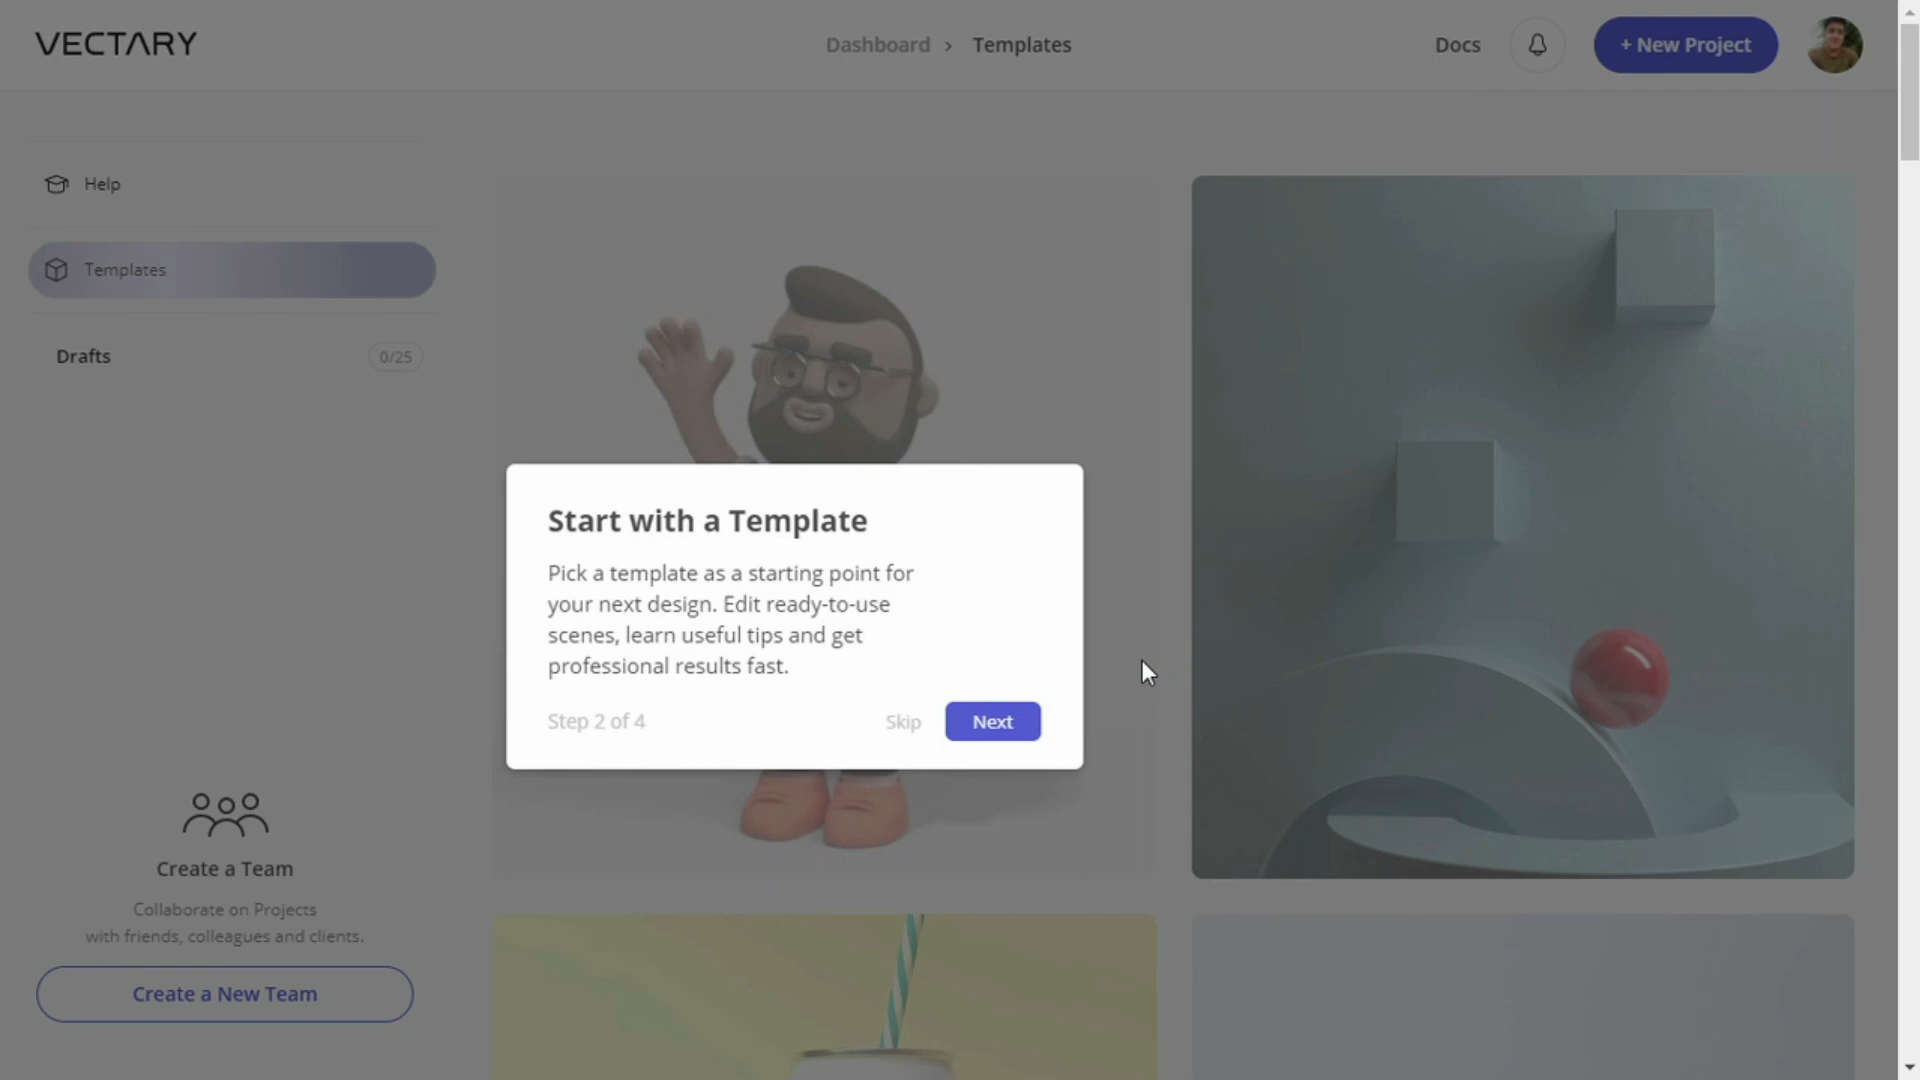 VECTARY
Dashboard › Templates
Docs
+ New Project
Help
Templates
Drafts
0/25
Start with a Template
Pick a template as a starting point for
your next design. Edit ready-to-use
scenes, learn useful tips and get
professional results fast.
Step 2 of 4
Skip
Next
Create a Team
Collaborate on Projects
with friends, colleagues and clients.
Create a New Team